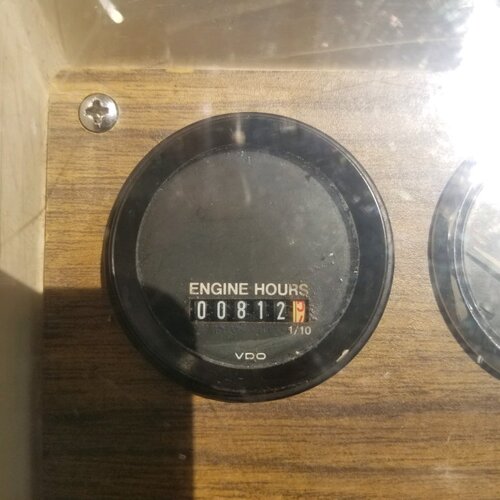 ENGINE HOURS
00812
1/10
VDO